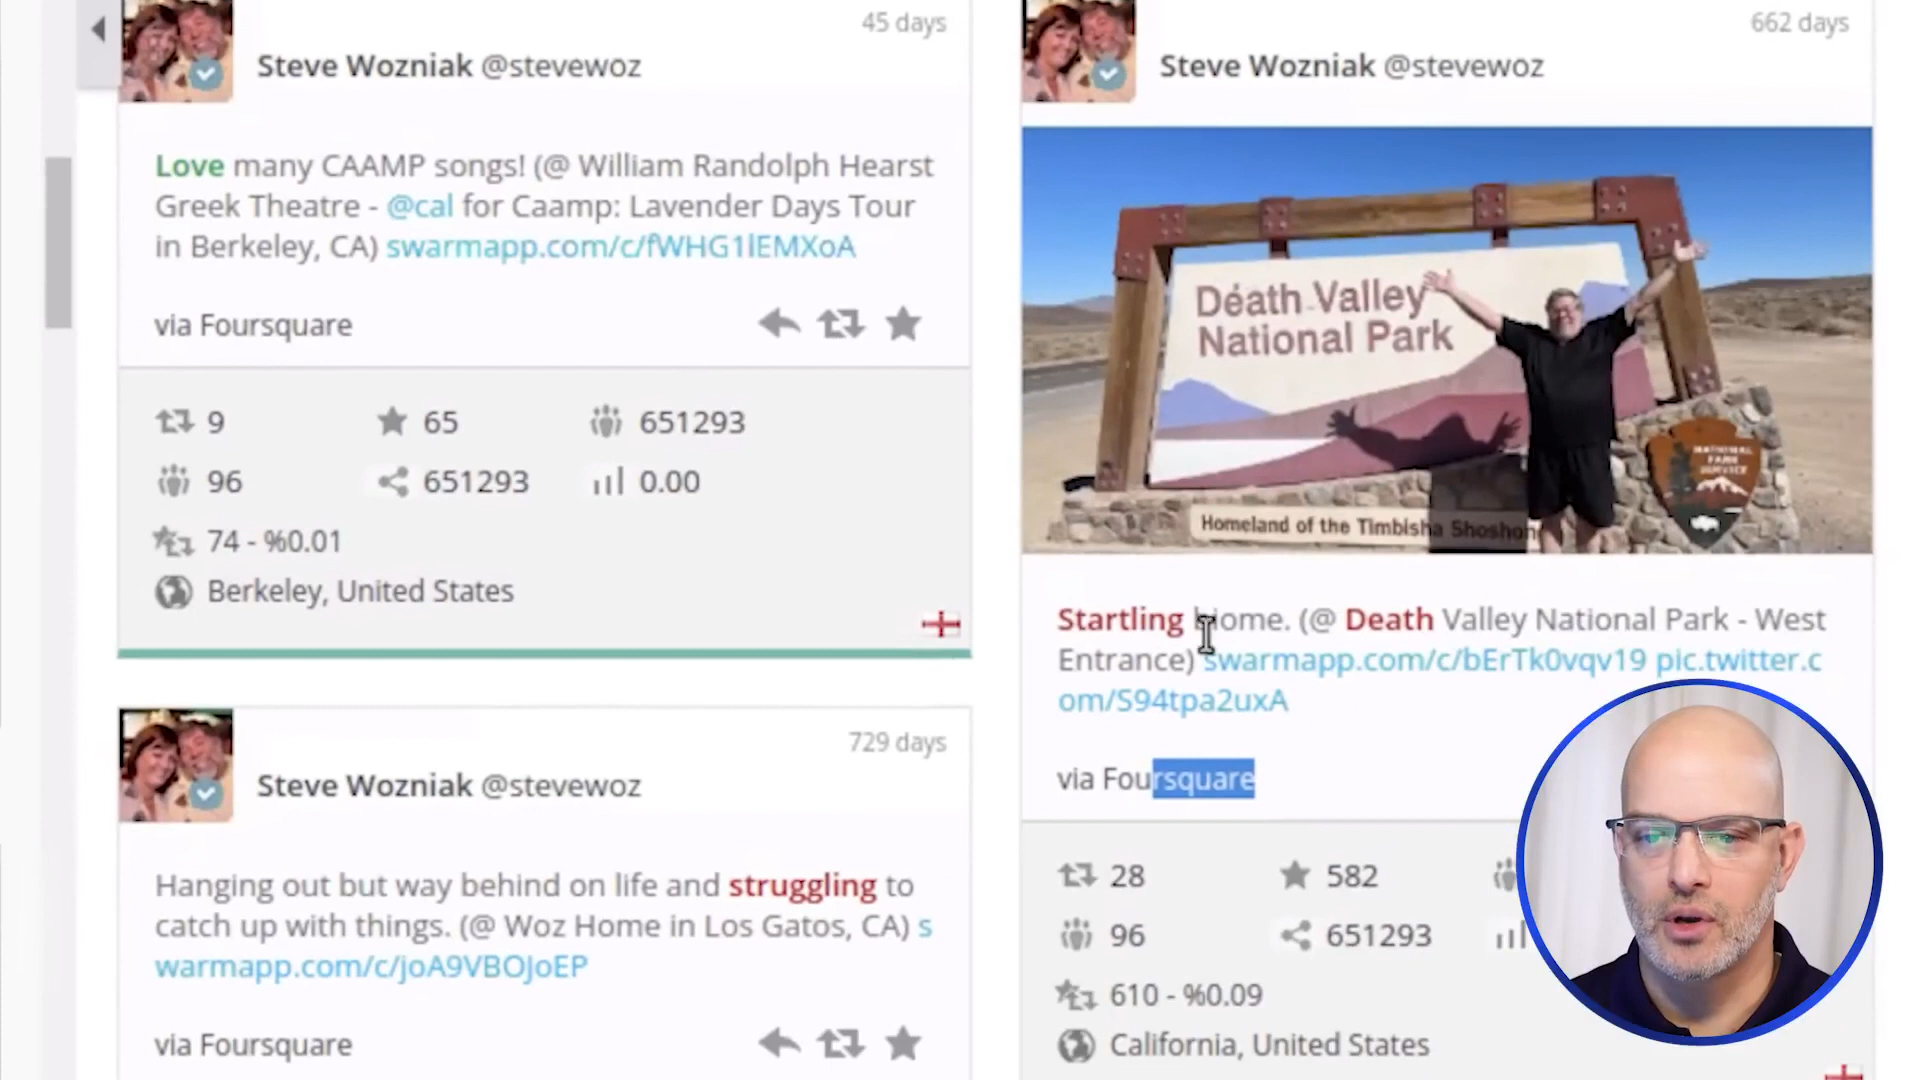 45 days
Steve Wozniak @stevewoz
Love many CAAMP songs! (@ William Randolph Hearst
Greek Theatre - @cal for Caamp: Lavender Days Tour
in Berkeley, CA) swarmapp.com/c/fWHG1lEMXoA
via Foursquare
9 65 651293
96 651293 0.00
74 - %0.01
Berkeley, United States
729 days
Steve Wozniak @stevewoz
Hanging out but way behind on life and struggling to
catch up with things. (@ Woz Home in Los Gatos, CA) s
warmapp.com/c/joA9VBOJoEP
via Foursquare
662 days
Steve Wozniak @stevewoz
Death Valley
National Park
NATIONAL
PARK
SERVICE
Homeland of the Timbisha Shoshon
Startling biome. (@ Death Valley National Park - West
Entrance) swarmapp.com/c/bErTk0vqv19 pic.twitter.c
om/S94tpa2uxA
via Foursquare
28 582
96 651293
610 - %0.09
California, United States